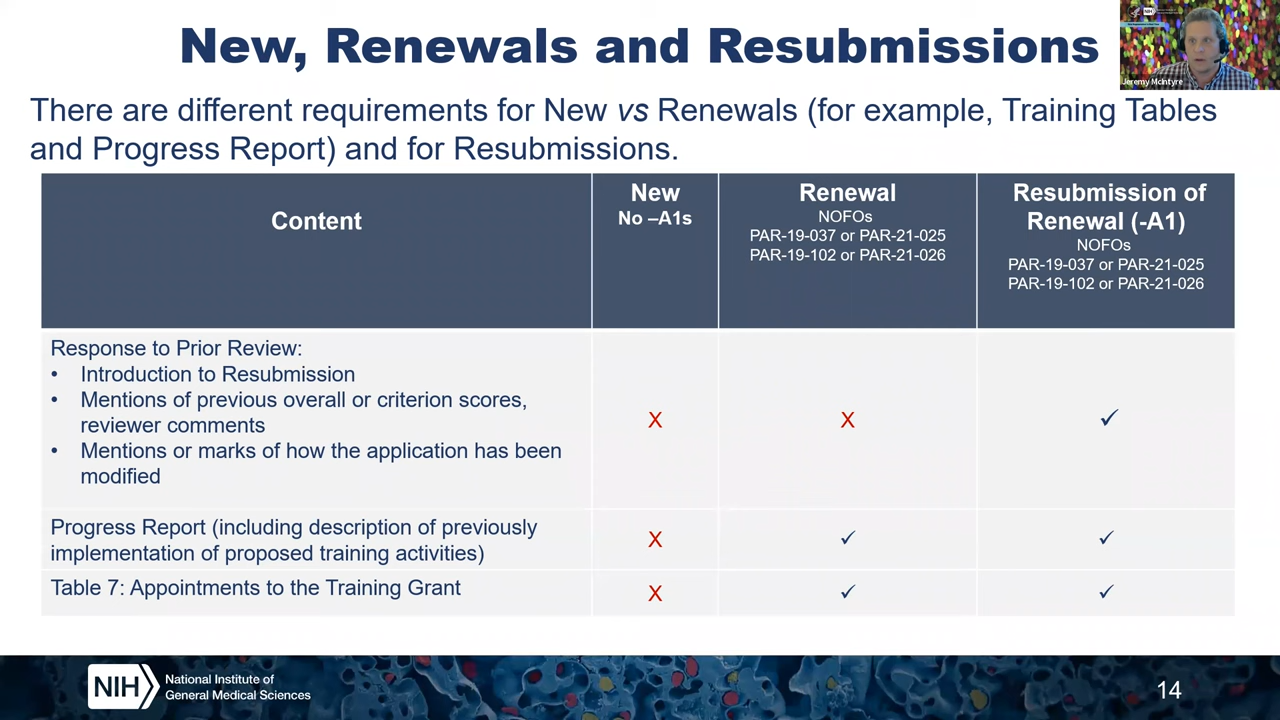 New, Renewals and Resubmissions
NIH
Jeremy McIntyre
There are different requirements for New vs Renewals (for example, Training Tables
and Progress Report) and for Resubmissions.
Content
New
No –A1s
Renewal
NOFOs
PAR-19-037 or PAR-21-025
PAR-19-102 or PAR-21-026
Resubmission of
Renewal (-A1)
NOFOs
PAR-19-037 or PAR-21-025
PAR-19-102 or PAR-21-026
Response to Prior Review:
• Introduction to Resubmission
• Mentions of previous overall or criterion scores,
reviewer comments
• Mentions or marks of how the application has been
modified
X
X
✓
Progress Report (including description of previously
implementation of proposed training activities)
X
✓
✓
Table 7: Appointments to the Training Grant
X
✓
✓
NIH
National Institute of
General Medical Sciences
14